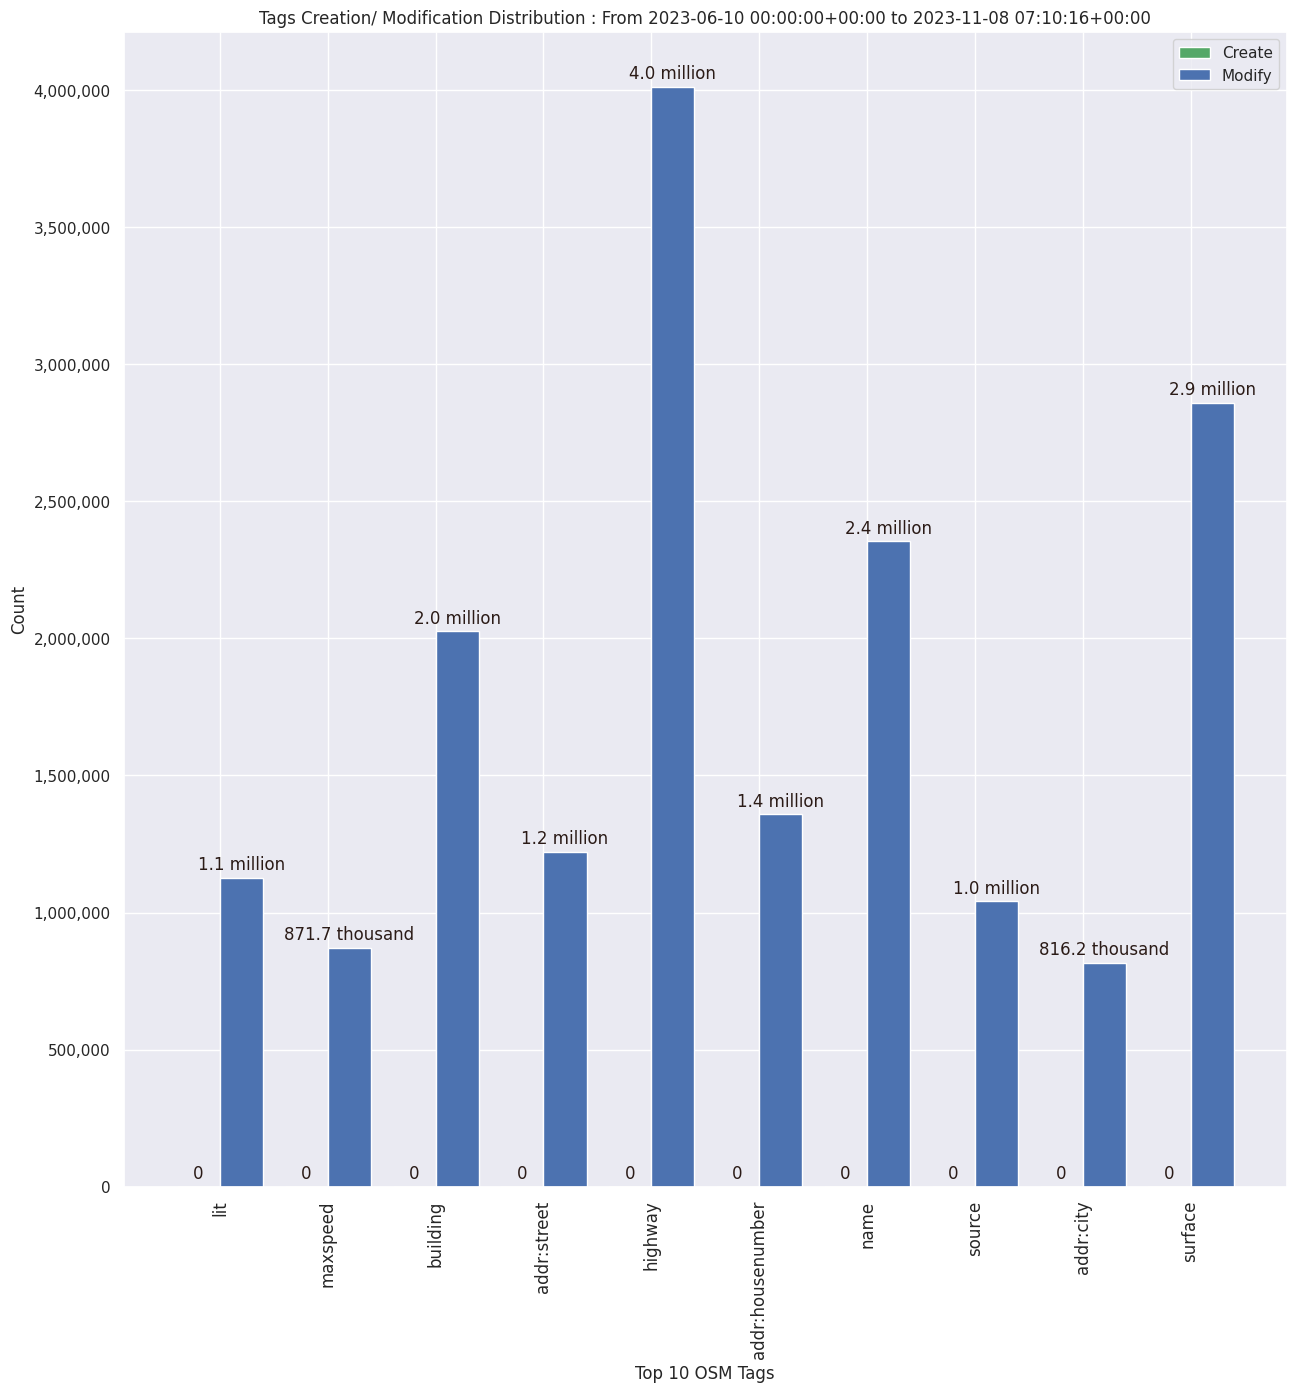 Tags Creation/ Modification Distribution : From 2023-06-10 00:00:00+00:00 to 2023-11-08 07:10:16+00:00
Create
Modify
4,000,000
3,500,000
3,000,000
2,500,000
2,000,000
1,500,000
1,000,000
500,000
0
Count
1.1 million
871.7 thousand
2.0 million
1.2 million
4.0 million
1.4 million
2.4 million
1.0 million
816.2 thousand
2.9 million
0
0
0
0
0
0
0
0
0
0
lit
maxspeed
building
addr:street
highway
addr:housenumber
name
source
addr:city
surface
Top 10 OSM Tags